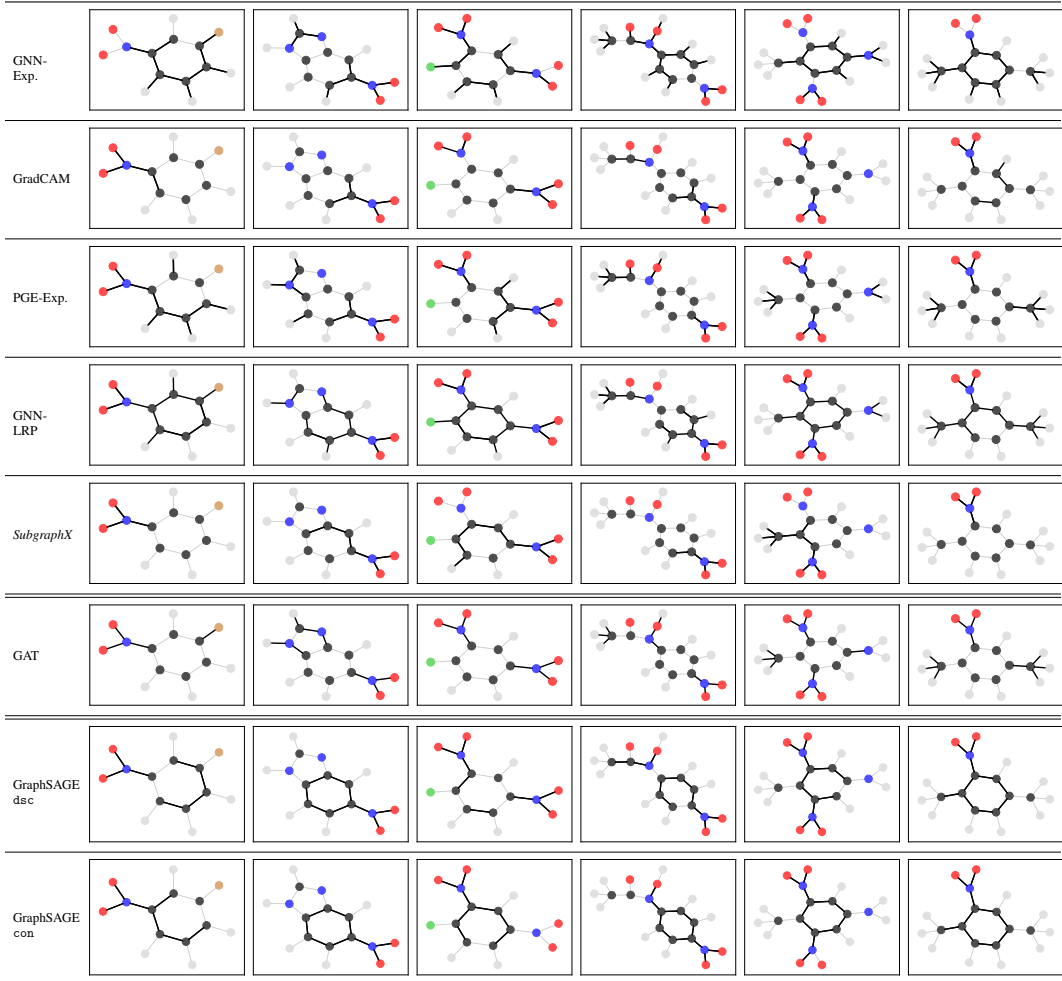 GNN-
Exp.
GradCAM
PGE-Exp.
GNN-
LRP
SubgraphX
GAT
GraphSAGE
dsc
GraphSAGE
con